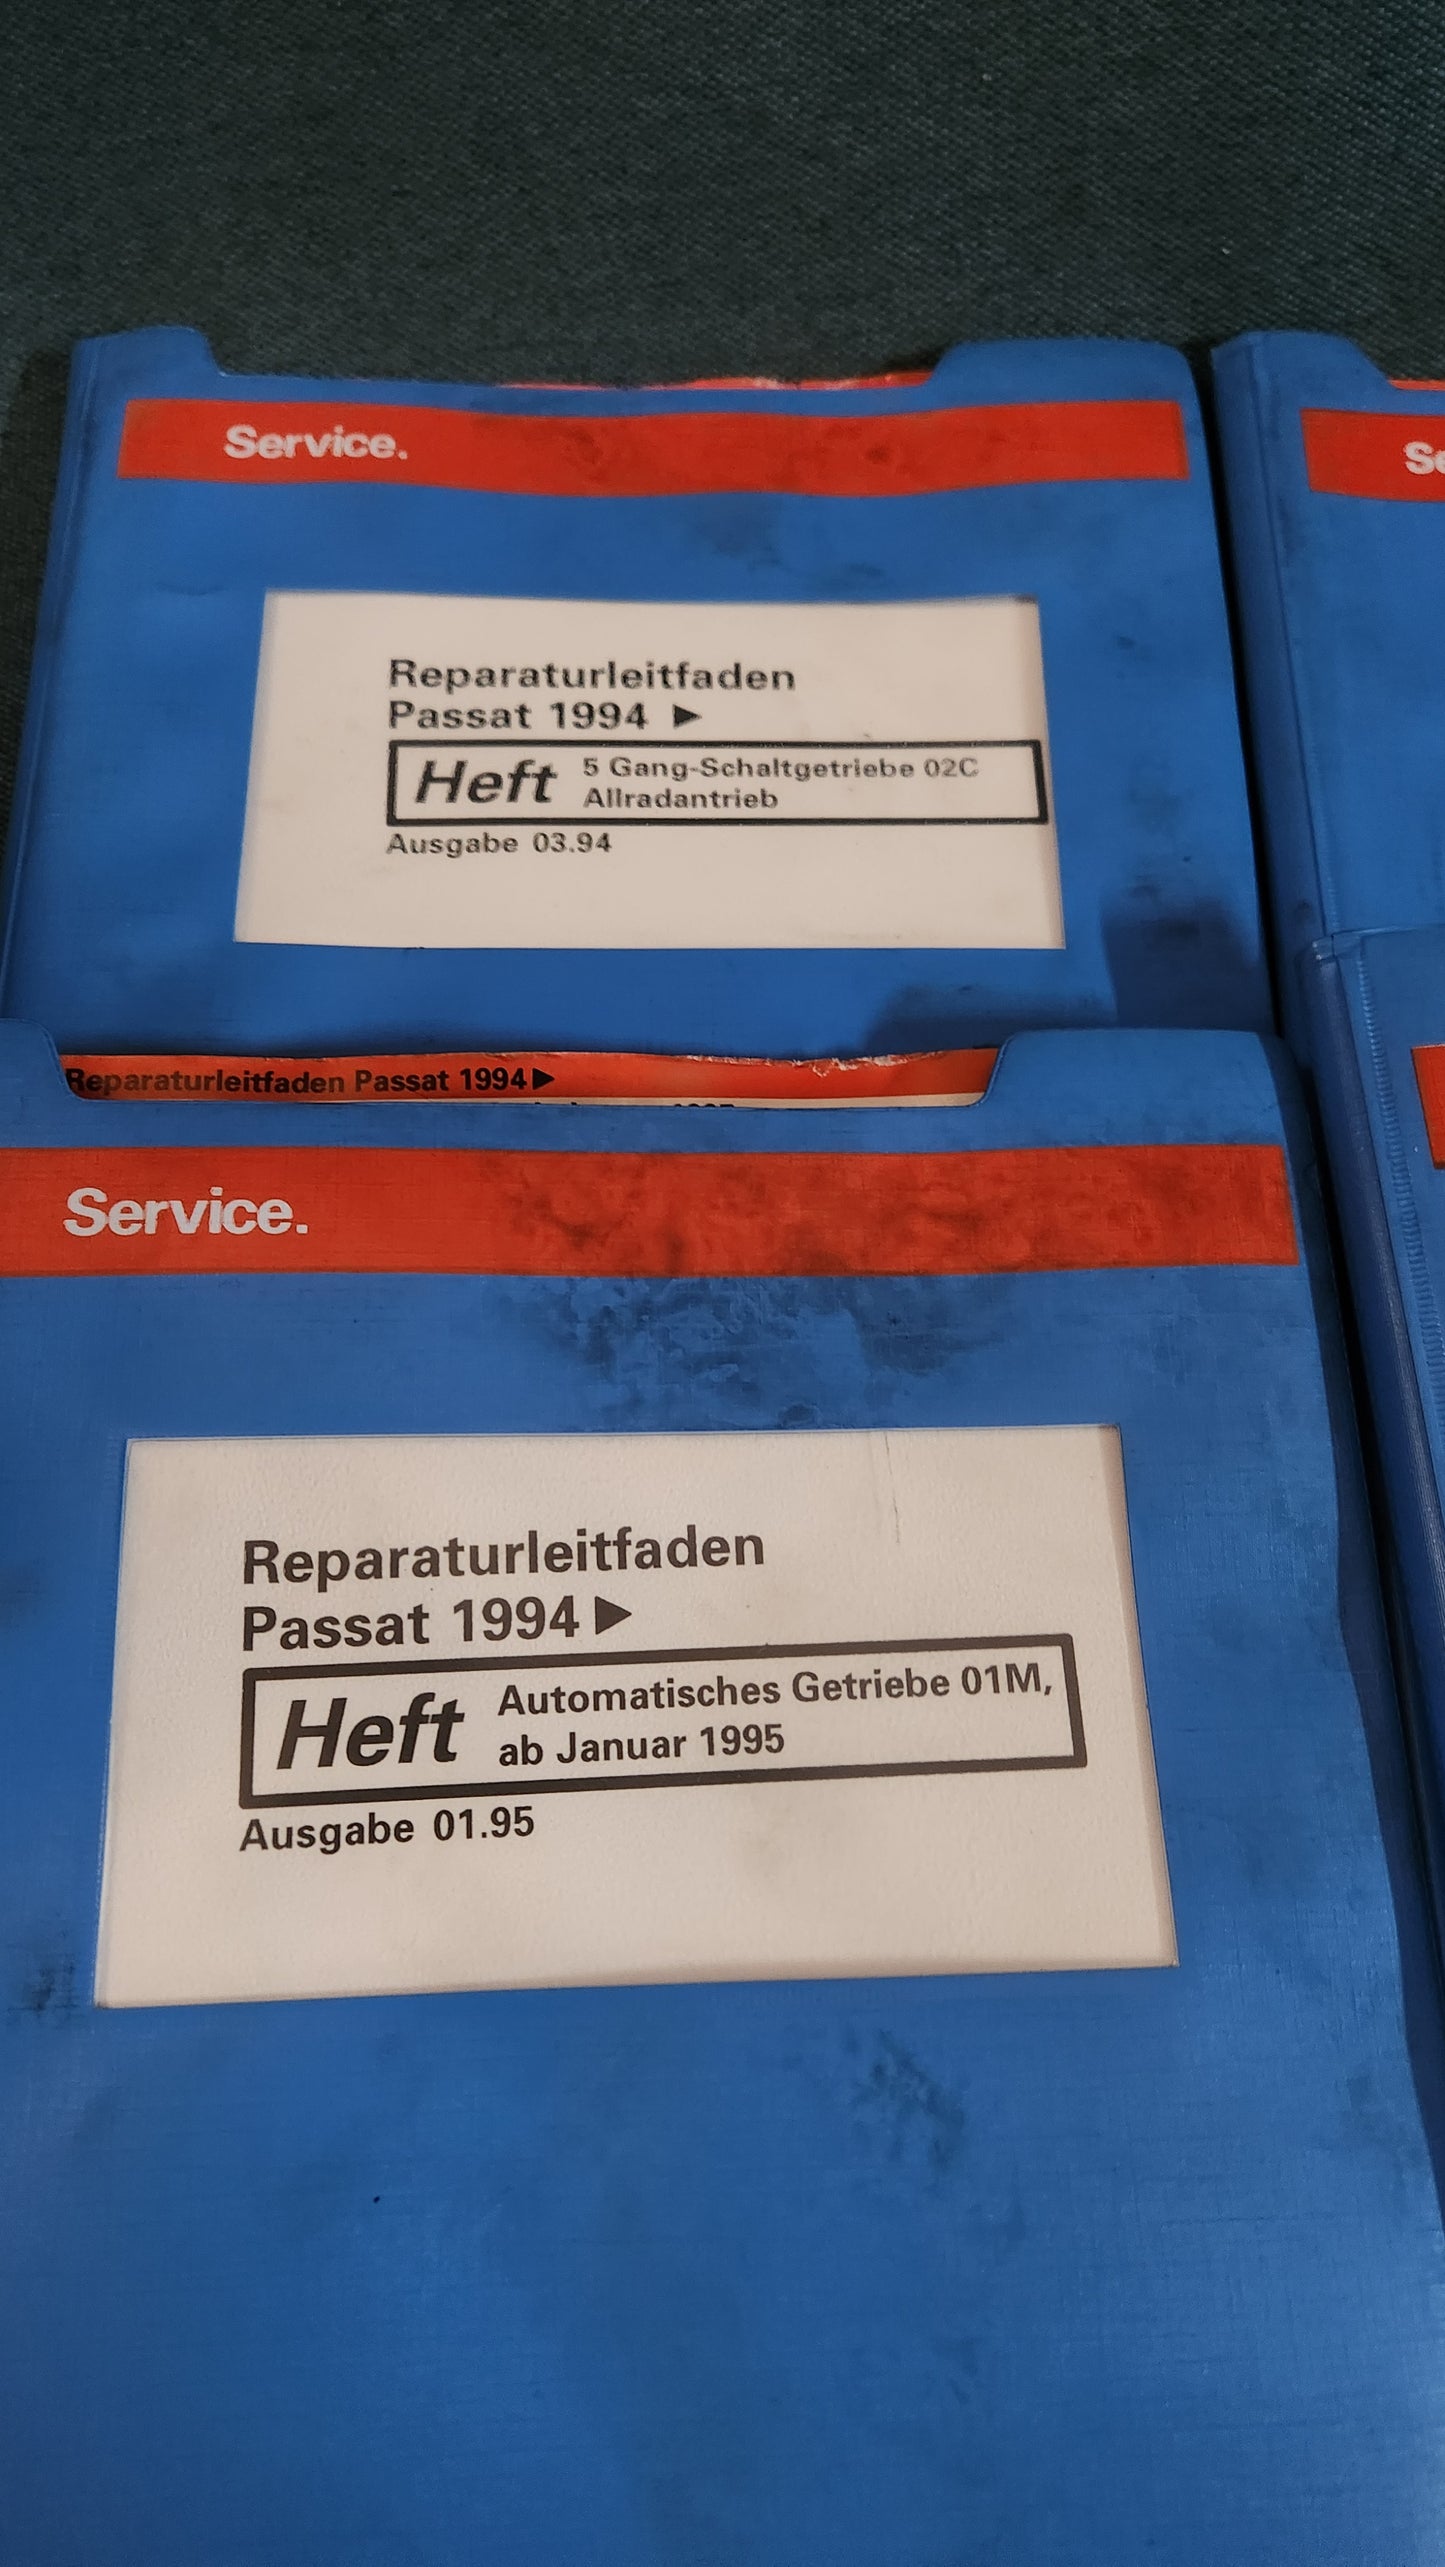 Service.
Reparaturleitfaden
Passat 1994 ▶
Heft 5 Gang-Schaltgetriebe 02C
Allradantrieb
Ausgabe 03.94
Reparaturleitfaden Passat 1994▶
Service.
Reparaturleitfaden
Passat 1994▶
Heft Automatisches Getriebe 01M,
ab Januar 1995
Ausgabe 01.95